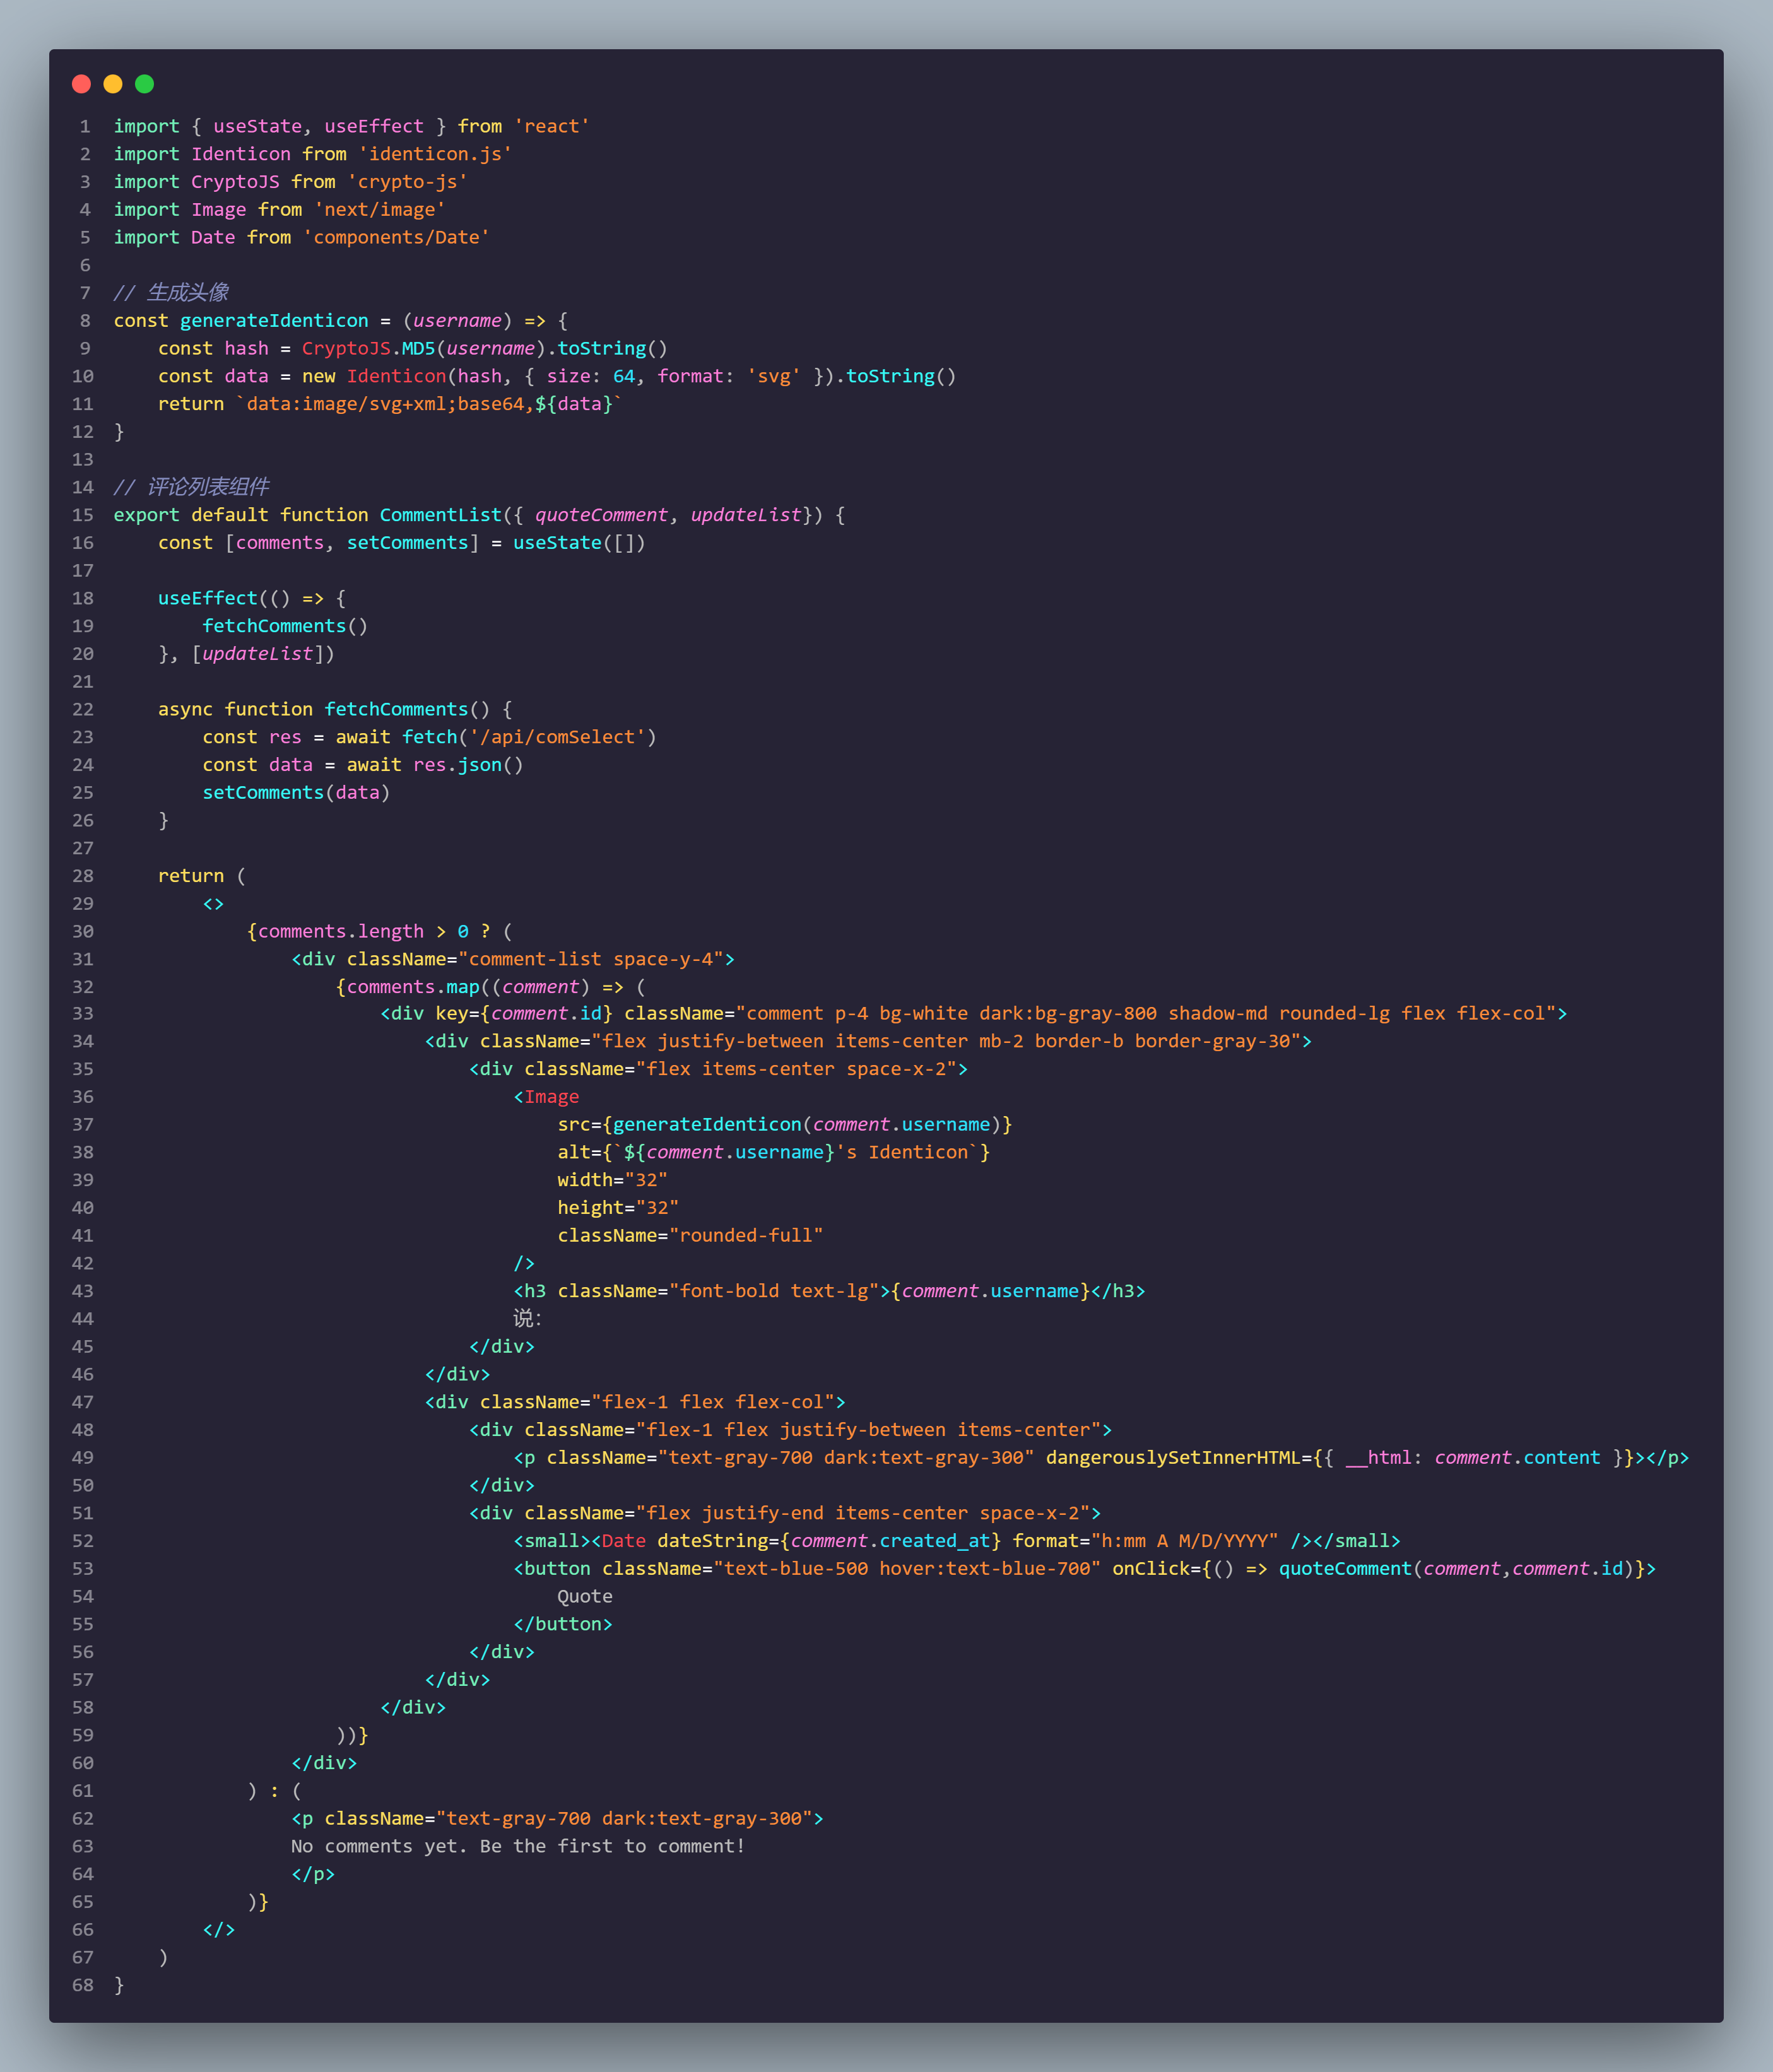 1 import { useState, useEffect } from 'react'
2 import Identicon from 'identicon.js'
3 import CryptoJS from 'crypto-js'
4 import Image from 'next/image'
5 import Date from 'components/Date'
6
7 // 生成头像
8 const generateIdenticon = (username) => {
9     const hash = CryptoJS.MD5(username).toString()
10     const data = new Identicon(hash, { size: 64, format: 'svg' }).toString()
11     return `data:image/svg+xml;base64,${data}`
12 }
13
14 // 评论列表组件
15 export default function CommentList({ quoteComment, updateList}) {
16     const [comments, setComments] = useState([])
17
18     useEffect(() => {
19         fetchComments()
20     }, [updateList])
21
22     async function fetchComments() {
23         const res = await fetch('/api/comSelect')
24         const data = await res.json()
25         setComments(data)
26     }
27
28     return (
29         <>
30             {comments.length > 0 ? (
31                 <div className="comment-list space-y-4">
32                     {comments.map((comment) => (
33                         <div key={comment.id} className="comment p-4 bg-white dark:bg-gray-800 shadow-md rounded-lg flex flex-col">
34                             <div className="flex justify-between items-center mb-2 border-b border-gray-30">
35                                 <div className="flex items-center space-x-2">
36                                     <Image
37                                         src={generateIdenticon(comment.username)}
38                                         alt={`${comment.username}'s Identicon`}
39                                         width="32"
40                                         height="32"
41                                         className="rounded-full"
42                                     />
43                                     <h3 className="font-bold text-lg">{comment.username}</h3>
44                                     说：
45                                 </div>
46                             </div>
47                             <div className="flex-1 flex flex-col">
48                                 <div className="flex-1 flex justify-between items-center">
49                                     <p className="text-gray-700 dark:text-gray-300" dangerouslySetInnerHTML={{ __html: comment.content }}></p>
50                                 </div>
51                                 <div className="flex justify-end items-center space-x-2">
52                                     <small><Date dateString={comment.created_at} format="h:mm A M/D/YYYY" /></small>
53                                     <button className="text-blue-500 hover:text-blue-700" onClick={() => quoteComment(comment,comment.id)}>
54                                         Quote
55                                     </button>
56                                 </div>
57                             </div>
58                         </div>
59                     ))}
60                 </div>
61             ) : (
62                 <p className="text-gray-700 dark:text-gray-300">
63                 No comments yet. Be the first to comment!
64                 </p>
65             )}
66         </>
67     )
68 }